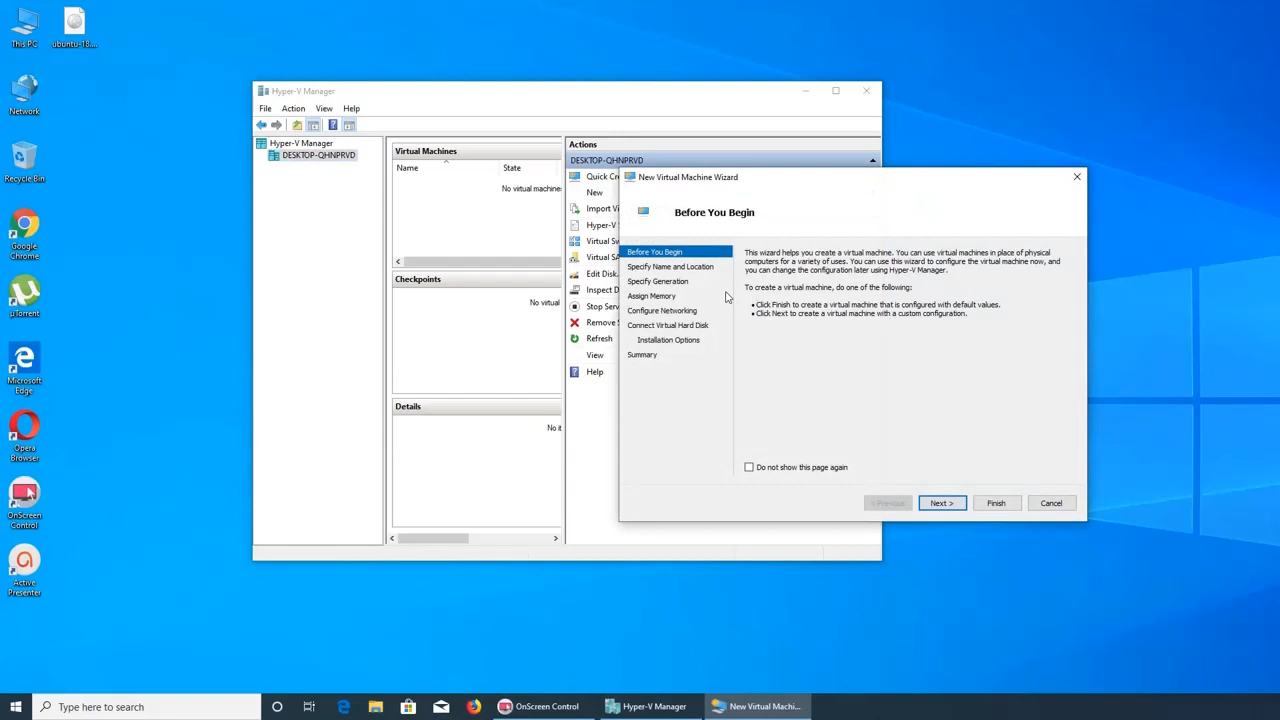 This PC
ubuntu-18....
Network
Recycle Bin
Google
Chrome
µTorrent
Microsoft
Edge
Opera
Browser
OnScreen
Control
Active
Presenter
Hyper-V Manager
File Action View Help
Hyper-V Manager
DESKTOP-QHNPRVD
Virtual Machines
Name State
No virtual machine
Checkpoints
No virtual
Details
No it
Actions
DESKTOP-QHNPRVD
Quick Cre
New
Import Vi
Hyper-V S
Virtual Sw
Virtual SA
Edit Disk.
Inspect D
Stop Serv
Remove S
Refresh
View
Help
New Virtual Machine Wizard
Before You Begin
Before You Begin
Specify Name and Location
Specify Generation
Assign Memory
Configure Networking
Connect Virtual Hard Disk
Installation Options
Summary
This wizard helps you create a virtual machine. You can use virtual machines in place of physical
computers for a variety of uses. You can use this wizard to configure the virtual machine now, and
you can change the configuration later using Hyper-V Manager.
To create a virtual machine, do one of the following:
• Click Finish to create a virtual machine that is configured with default values.
• Click Next to create a virtual machine with a custom configuration.
Do not show this page again
< Previous Next > Finish Cancel
Type here to search
OnScreen Control
Hyper-V Manager
New Virtual Machi...